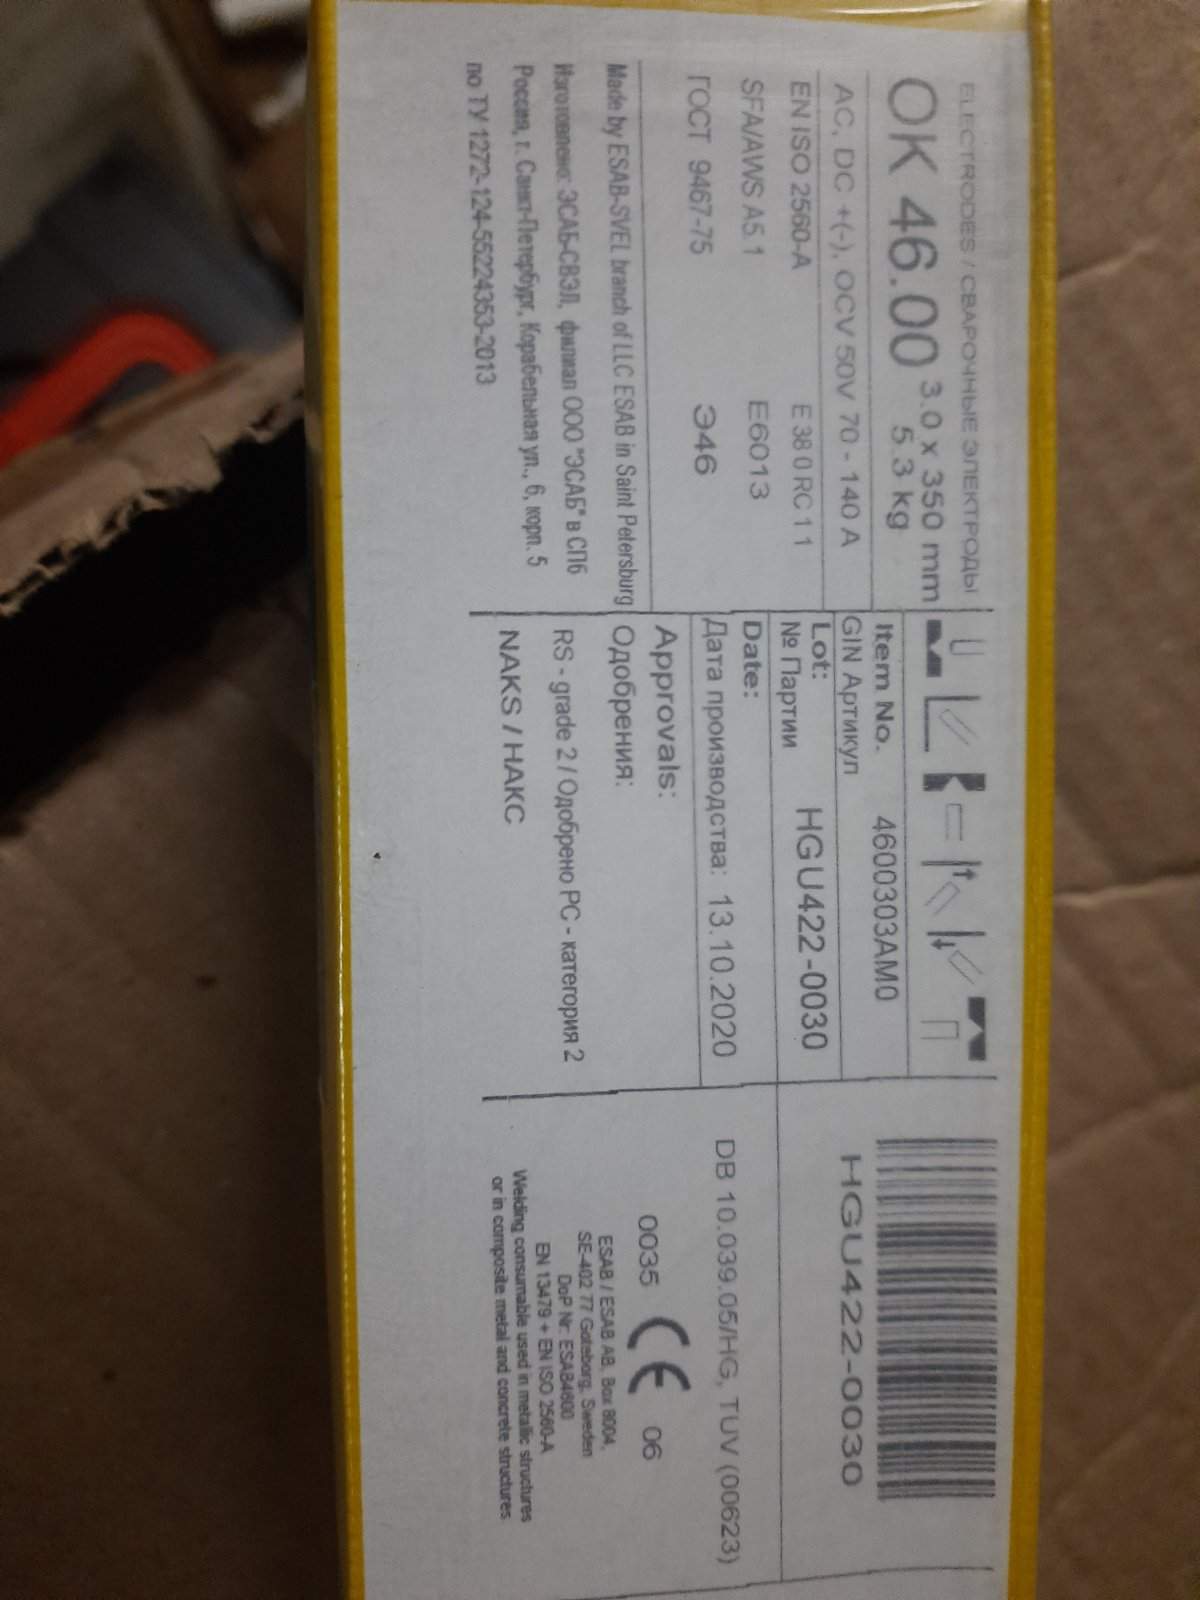 ELECTRODES / СВАРОЧНЫЕ ЭЛЕКТРОДЫ
OK 46.00 3.0 x 350 mm
5.3 kg
AC, DC +(-), OCV 50V 70 - 140 A
EN ISO 2560-A E 38 0 RC 1 1
SFA/AWS A5.1 E6013
ГОСТ 9467-75 Э46
Made by ESAB-SVEL branch of LLC ESAB in Saint Petersburg
Изготовлено: ЭСАБ-СВЭЛ, филиал ООО "ЭСАБ" в СПб
Россия, г. Санкт-Петербург, Корабельная ул., 6, корп. 5
по ТУ 1272-124-55224353-2013
Item No. 4600303AM0
GIN Артикул
Lot: HGU422-0030
№ Партии
Date:
Дата производства: 13.10.2020
Approvals:
Одобрения:
RS - grade 2 / Одобрено РС - категория 2
NAKS / НАКС
HGU422-0030
DB 10.039.05/HG, TUV (00623)
0035 CE 06
ESAB / ESAB AB, Box 8004,
SE-402 77 Goteborg, Sweden
DoP Nr: ESAB4600
EN 13479 + EN ISO 2560-A
Welding consumable used in metallic structures
or in composite metal and concrete structures.